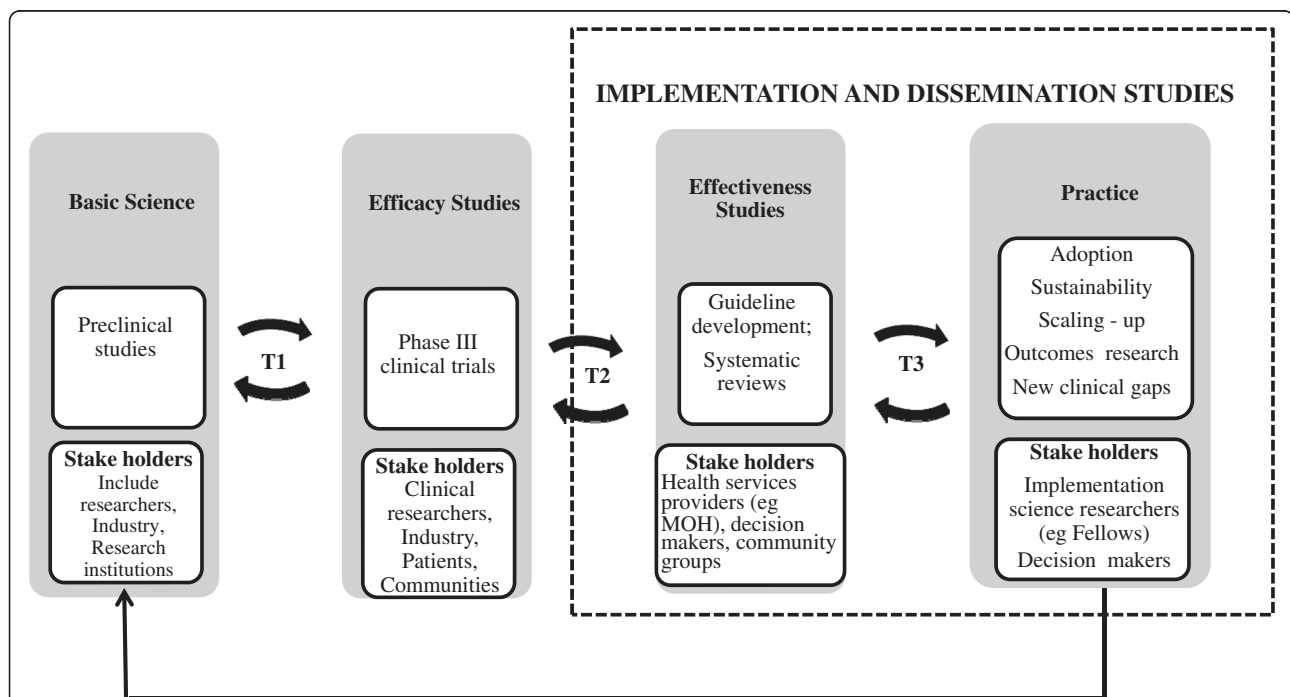 IMPLEMENTATION AND DISSEMINATION STUDIES
Basic Science
Preclinical
studies
Stake holders
Include
researchers,
Industry,
Research
institutions
T1
Efficacy Studies
Phase III
clinical trials
Stake holders
Clinical
researchers,
Industry,
Patients,
Communities
T2
Effectiveness
Studies
Guideline
development;
Systematic
reviews
Stake holders
Health services
providers (eg
MOH), decision
makers, community
groups
T3
Practice
Adoption
Sustainability
Scaling - up
Outcomes research
New clinical gaps
Stake holders
Implementation
science researchers
(eg Fellows)
Decision makers